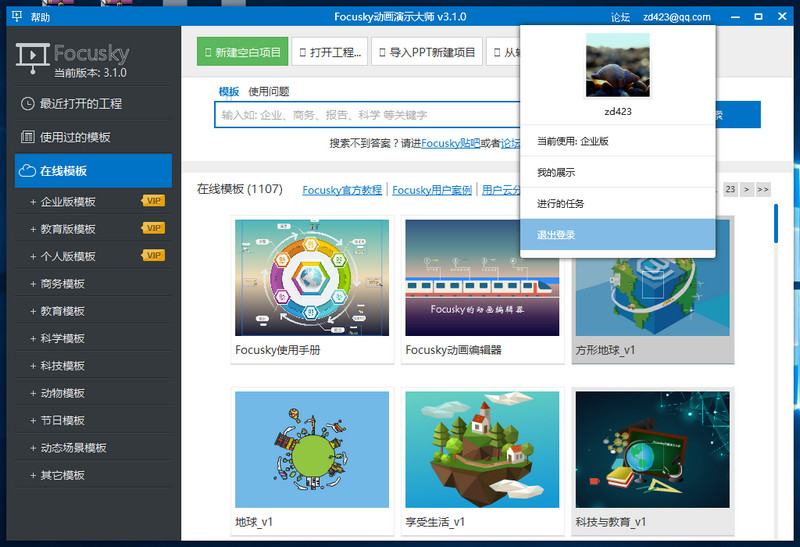 帮助
Focusky动画演示大师 v3.1.0
论坛
zd423@qq.com
Focusky
当前版本: 3.1.0
新建空白项目
打开工程...
导入PPT新建项目
最近打开的工程
使用过的模板
在线模板
+ 企业版模板 VIP
+ 教育版模板 VIP
+ 个人版模板 VIP
+ 商务模板
+ 教育模板
+ 科学模板
+ 科技模板
+ 动物模板
+ 节日模板
+ 动态场景模板
+ 其它模板
模板 使用问题
输入如: 企业、商务、报告、科学 等关键字
搜索不到答案？请进Focusky贴吧或者论坛
在线模板 (1107)
Focusky官方教程
Focusky用户案例
用户云分
23 > >>
zd423
当前使用: 企业版
我的展示
进行的任务
退出登录
Focusky使用手册
Focusky的动画编辑器
Focusky动画编辑器
方形地球_v1
地球_v1
享受生活_v1
科技与教育_v1